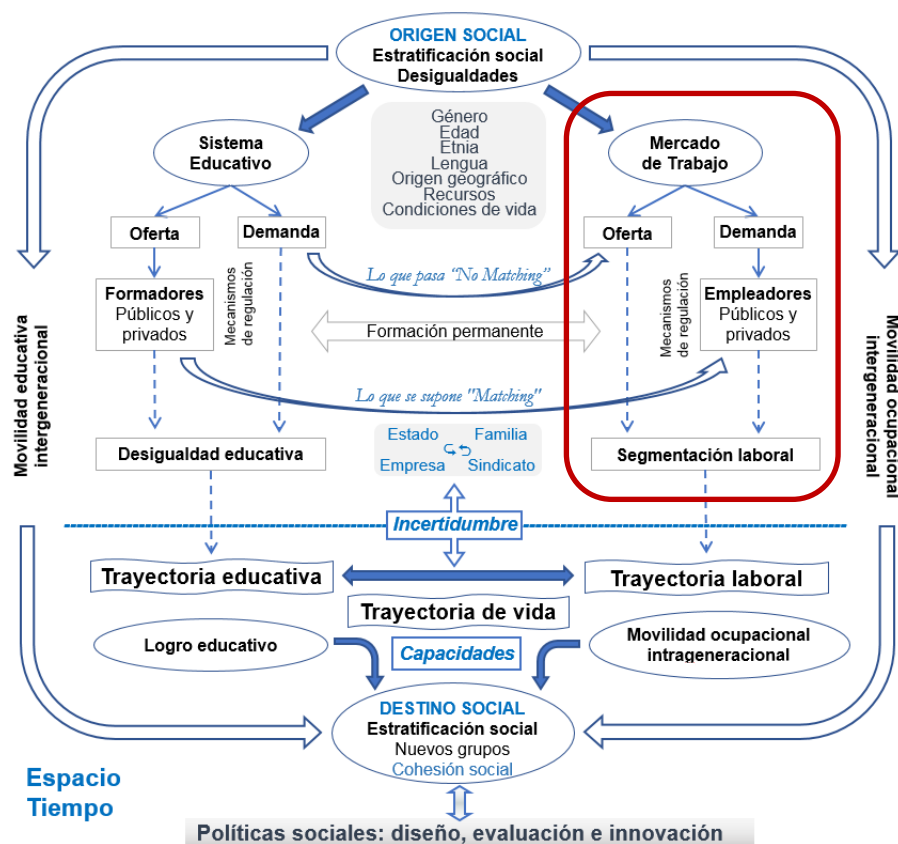 ORIGEN SOCIAL
Estratificación social
Desigualdades
Género
Edad
Etnia
Lengua
Origen geográfico
Recursos
Condiciones de vida
Sistema
Educativo
Mercado
de Trabajo
Oferta
Demanda
Oferta
Demanda
Lo que pasa “No Matching”
Formadores
Públicos y
privados
Mecanismos
de regulación
Formación permanente
Mecanismos
de regulación
Empleadores
Públicos y
privados
Movilidad educativa
intergeneracional
Movilidad ocupacional
intergeneracional
Lo que se supone "Matching"
Estado Familia
Empresa Sindicato
Desigualdad educativa
Segmentación laboral
Incertidumbre
Trayectoria educativa
Trayectoria laboral
Trayectoria de vida
Logro educativo
Capacidades
Movilidad ocupacional
intrageneracional
DESTINO SOCIAL
Estratificación social
Nuevos grupos
Cohesión social
Espacio
Tiempo
Políticas sociales: diseño, evaluación e innovación